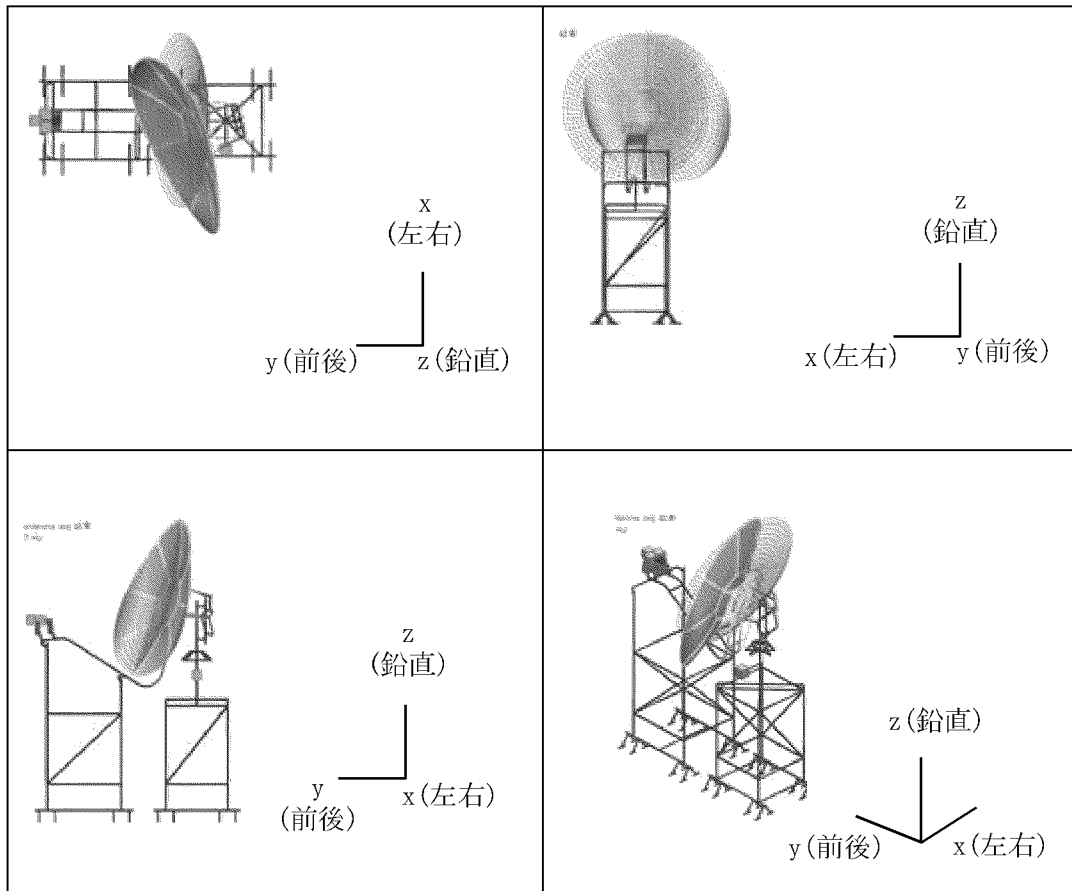 x
(左右)
y(前後) z(鉛直)
z
(鉛直)
x(左右) y(前後)
z
(鉛直)
y
(前後)
x(左右)
z(鉛直)
y(前後) x(左右)